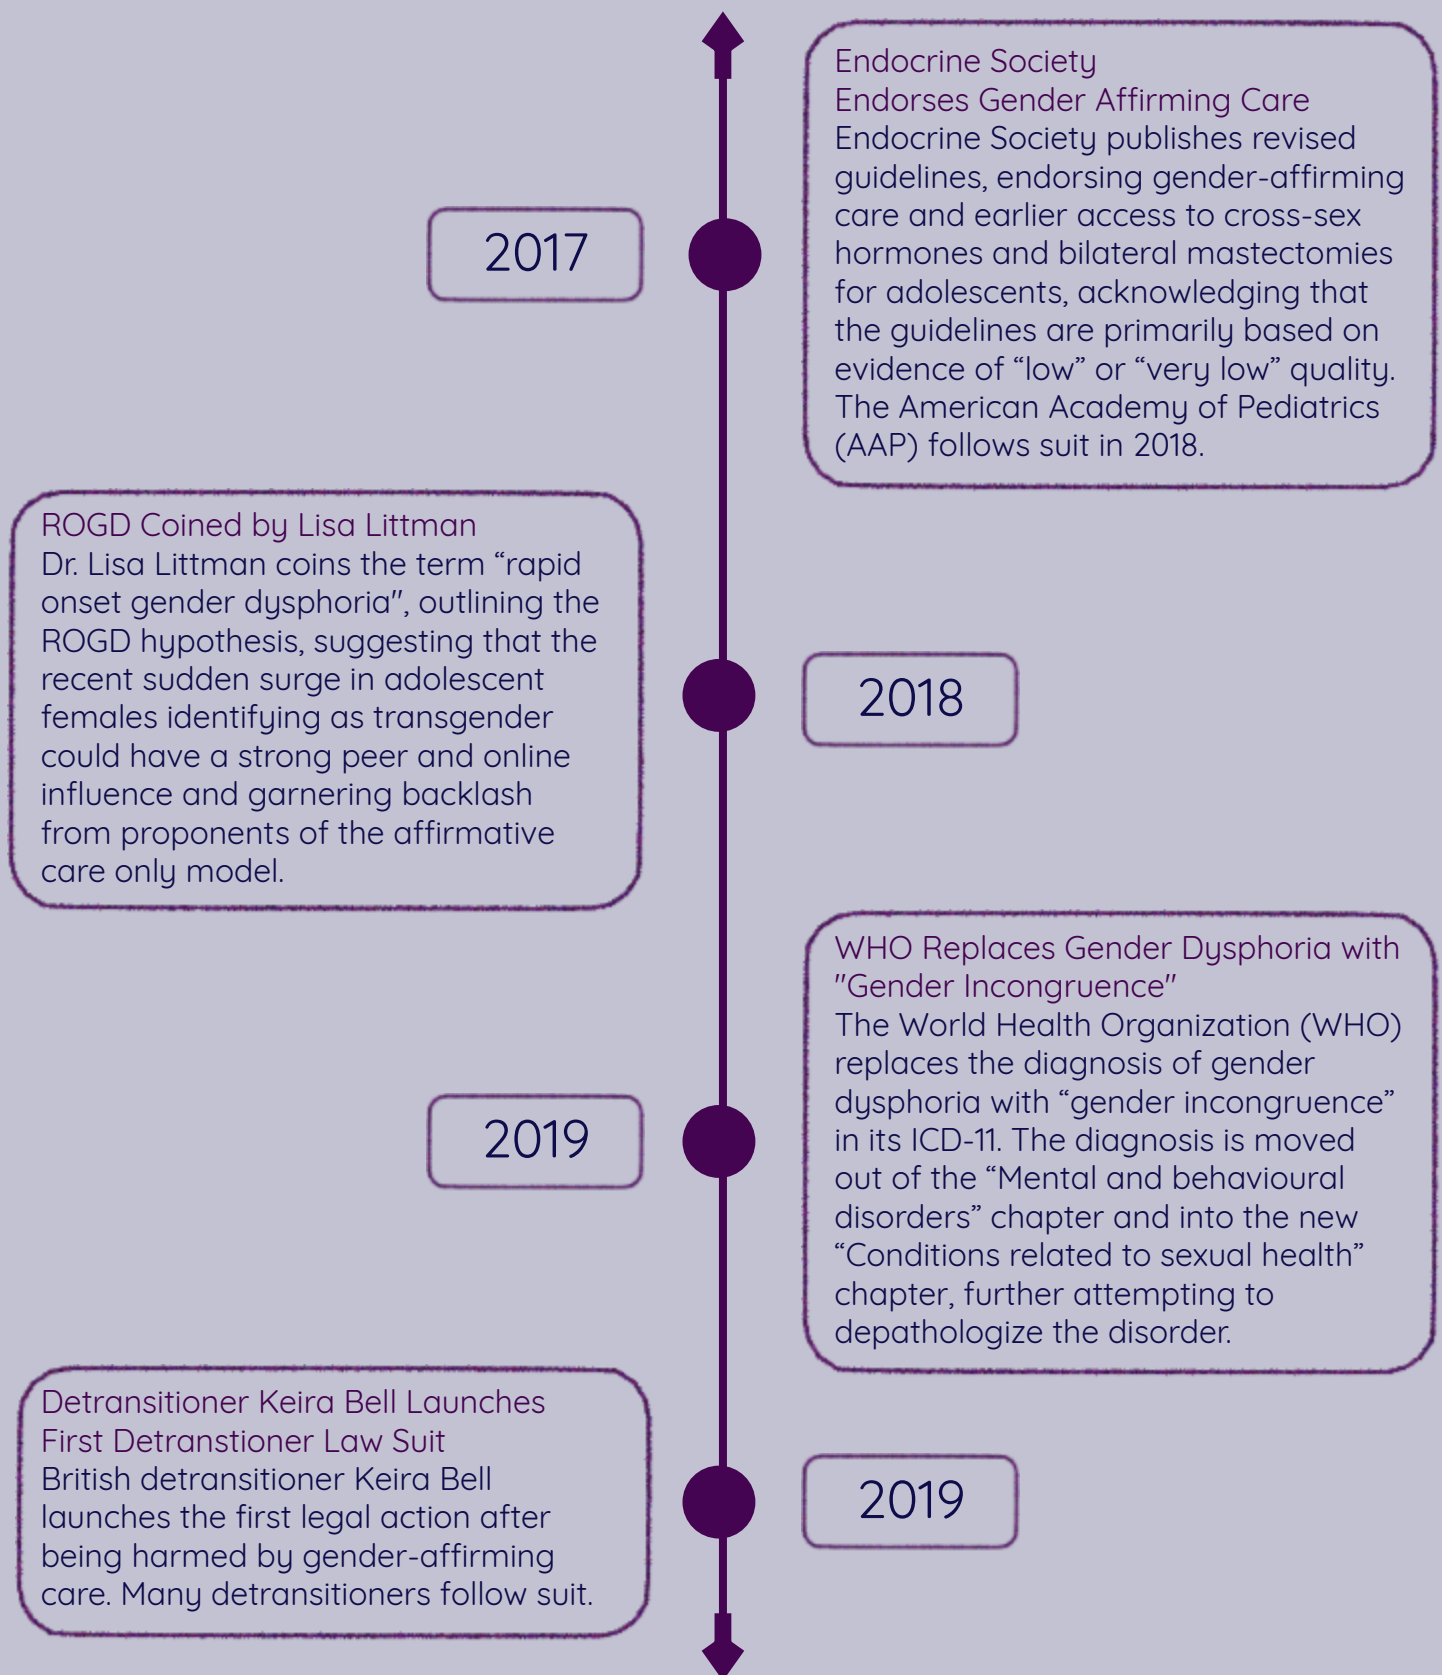 Endocrine Society
Endorses Gender Affirming Care
Endocrine Society publishes revised
guidelines, endorsing gender-affirming
care and earlier access to cross-sex
hormones and bilateral mastectomies
for adolescents, acknowledging that
the guidelines are primarily based on
evidence of “low” or “very low” quality.
The American Academy of Pediatrics
(AAP) follows suit in 2018.
2017
ROGD Coined by Lisa Littman
Dr. Lisa Littman coins the term “rapid
onset gender dysphoria", outlining the
ROGD hypothesis, suggesting that the
recent sudden surge in adolescent
females identifying as transgender
could have a strong peer and online
influence and garnering backlash
from proponents of the affirmative
care only model.
2018
WHO Replaces Gender Dysphoria with
"Gender Incongruence"
The World Health Organization (WHO)
replaces the diagnosis of gender
dysphoria with “gender incongruence”
in its ICD-11. The diagnosis is moved
out of the “Mental and behavioural
disorders” chapter and into the new
“Conditions related to sexual health”
chapter, further attempting to
depathologize the disorder.
2019
Detransitioner Keira Bell Launches
First Detranstioner Law Suit
British detransitioner Keira Bell
launches the first legal action after
being harmed by gender-affirming
care. Many detransitioners follow suit.
2019